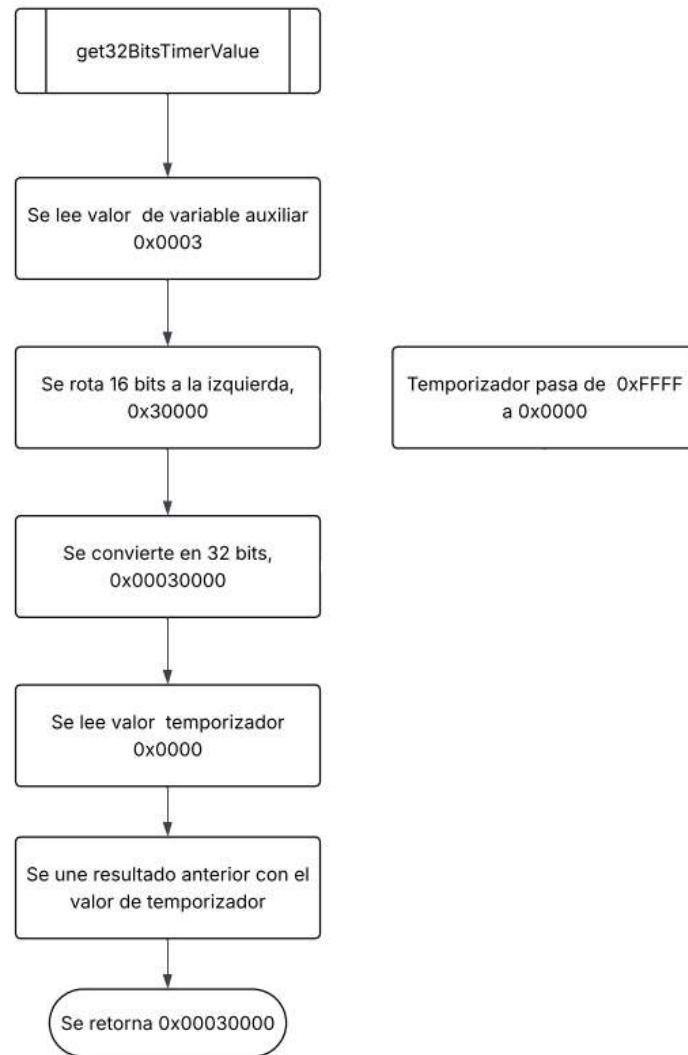 get32BitsTimerValue
Se lee valor  de variable auxiliar
0x0003
Se rota 16 bits a la izquierda,
0x30000
Temporizador pasa de  0xFFFF
a 0x0000
Se convierte en 32 bits,
0x00030000
Se lee valor  temporizador
0x0000
Se une resultado anterior con el
valor de temporizador
Se retorna 0x00030000